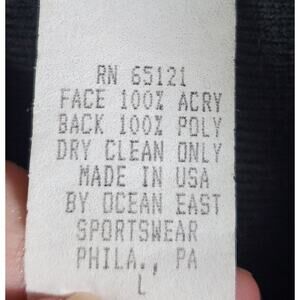 RN 65121
FACE 100% ACRY
BACK 100% POLY
DRY CLEAN ONLY
MADE IN USA
BY OCEAN EAST
SPORTSWEAR
PHILA., PA
L